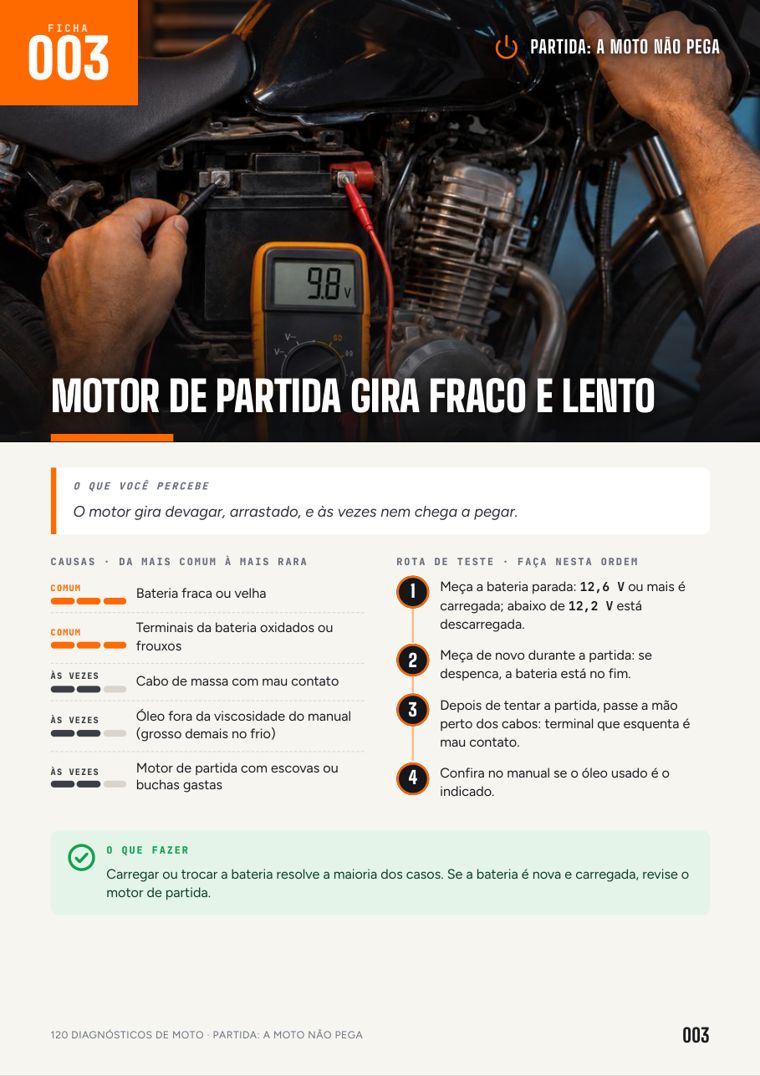 FICHA
003
PARTIDA: A MOTO NÃO PEGA
9.8 V
MOTOR DE PARTIDA GIRA FRACO E LENTO
O QUE VOCÊ PERCEBE
O motor gira devagar, arrastado, e às vezes nem chega a pegar.
CAUSAS · DA MAIS COMUM À MAIS RARA
COMUM
Bateria fraca ou velha
COMUM
Terminais da bateria oxidados ou
frouxos
ÀS VEZES
Cabo de massa com mau contato
ÀS VEZES
Óleo fora da viscosidade do manual
(grosso demais no frio)
ÀS VEZES
Motor de partida com escovas ou
buchas gastas
ROTA DE TESTE · FAÇA NESTA ORDEM
1
Meça a bateria parada: 12,6 V ou mais é
carregada; abaixo de 12,2 V está
descarregada.
2
Meça de novo durante a partida: se
despenca, a bateria está no fim.
3
Depois de tentar a partida, passe a mão
perto dos cabos: terminal que esquenta é
mau contato.
4
Confira no manual se o óleo usado é o
indicado.
O QUE FAZER
Carregar ou trocar a bateria resolve a maioria dos casos. Se a bateria é nova e carregada, revise o
motor de partida.
120 DIAGNÓSTICOS DE MOTO · PARTIDA: A MOTO NÃO PEGA
003